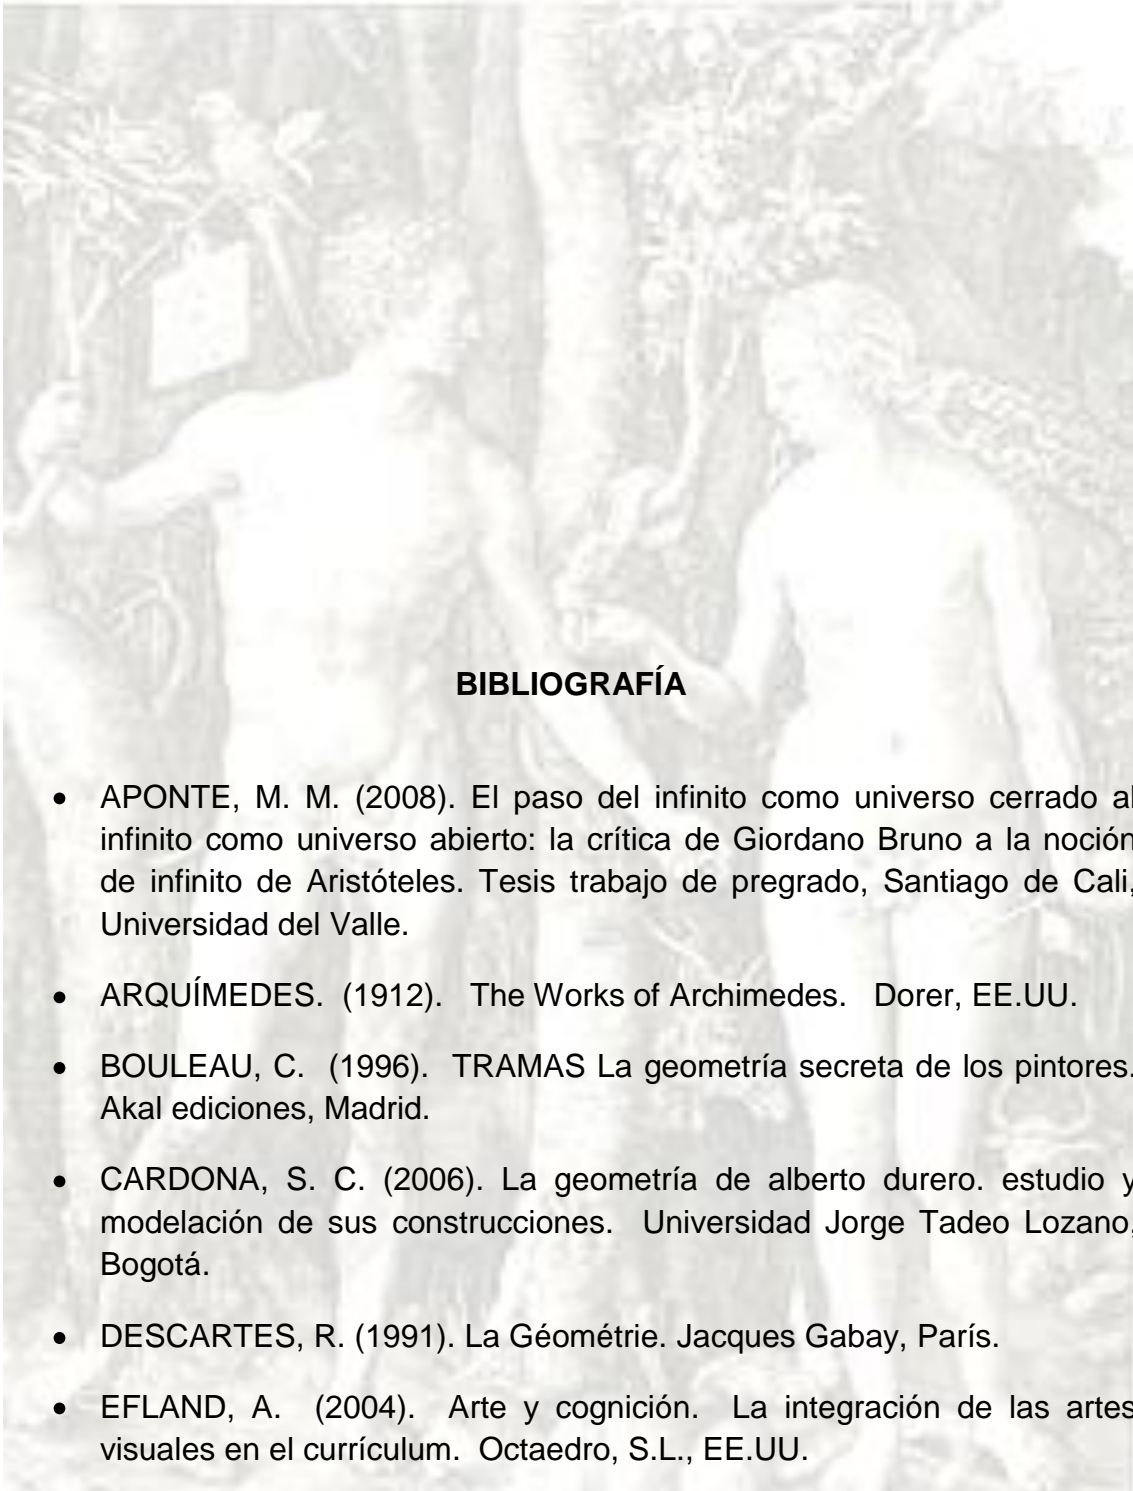 BIBLIOGRAFÍA
• APONTE, M. M. (2008). El paso del infinito como universo cerrado al
infinito como universo abierto: la crítica de Giordano Bruno a la noción
de infinito de Aristóteles. Tesis trabajo de pregrado, Santiago de Cali,
Universidad del Valle.
• ARQUÍMEDES. (1912). The Works of Archimedes. Dorer, EE.UU.
• BOULEAU, C. (1996). TRAMAS La geometría secreta de los pintores.
Akal ediciones, Madrid.
• CARDONA, S. C. (2006). La geometría de alberto durero. estudio y
modelación de sus construcciones. Universidad Jorge Tadeo Lozano,
Bogotá.
• DESCARTES, R. (1991). La Géométrie. Jacques Gabay, París.
• EFLAND, A. (2004). Arte y cognición. La integración de las artes
visuales en el currículum. Octaedro, S.L., EE.UU.